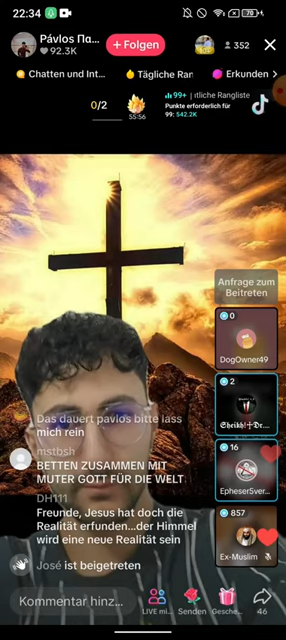 22:34
70
Pávlos Πα...
92.3K
+ Folgen
352
Chatten und Int...
Tägliche Ran
Erkunden >
0/2
55:56
99+ | tliche Rangliste
Punkte erforderlich für
99: 542.2K
Anfrage zum
Beitreten
0
DogOwner49
2
𝕾𝖍𝖊𝖎𝖐𝖍!☩𝕯𝖊...
16
Epheser5ver...
857
Ex-Muslim
Das dauert pavlos bitte lass
mich rein
mstbsh
BETTEN ZUSAMMEN MIT
MUTER GOTT FÜR DIE WELT
DH111
Freunde, Jesus hat doch die
Realität erfunden...der Himmel
wird eine neue Realität sein
José ist beigetreten
Kommentar hinz...
LIVE mi...
Senden
Gesche...
46